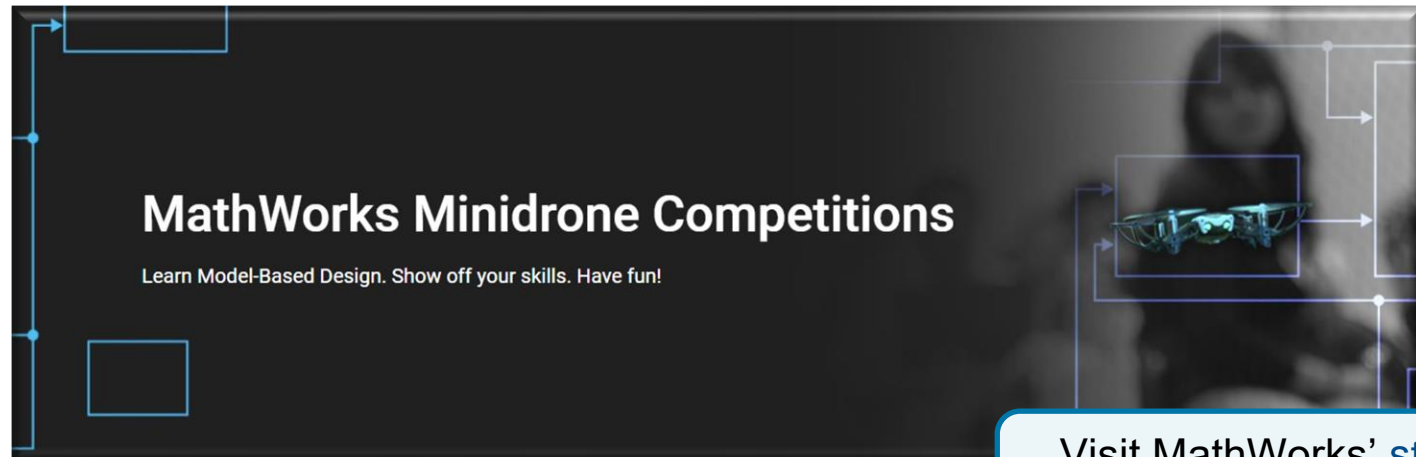 MathWorks Minidrone Competitions
Learn Model-Based Design. Show off your skills. Have fun!
Visit MathWorks'